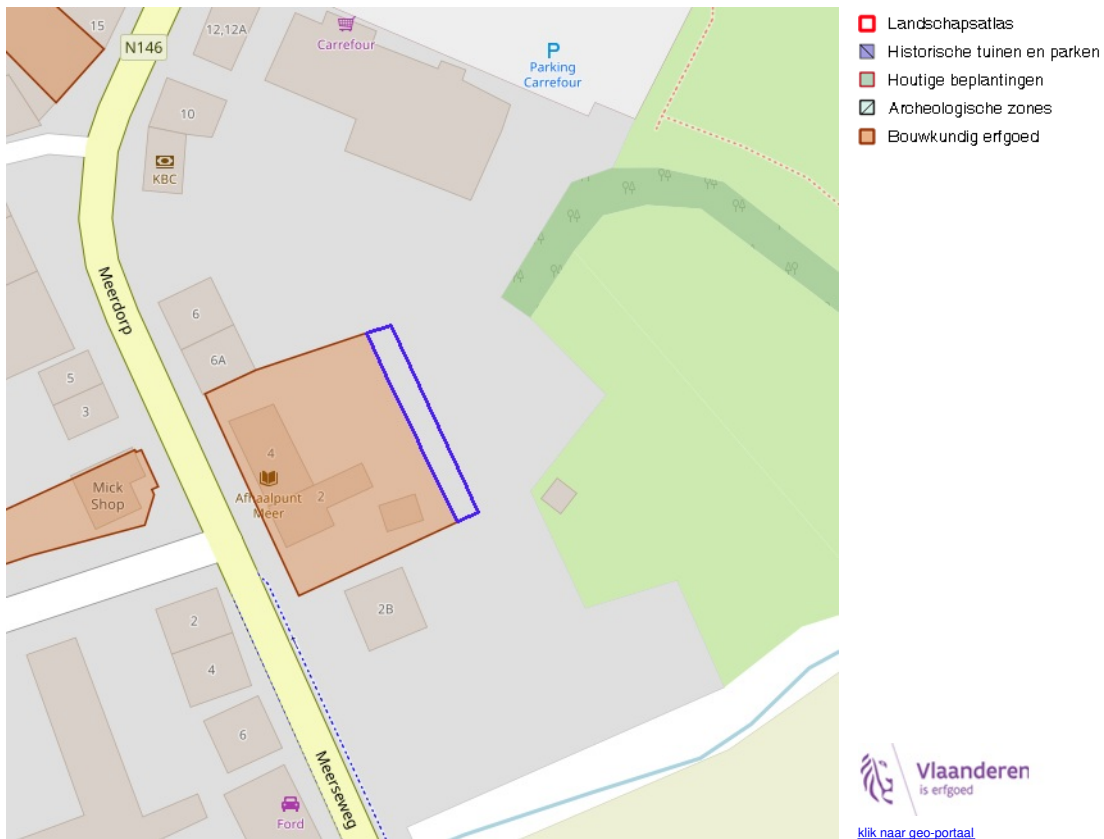 15
N146
12,12A
Carrefour
P
Parking
Carrefour
10
KBC
Meerdorp
6
6A
5
3
4
2
Afhaalpunt
Meer
Mick
Shop
2B
2
4
6
Meerseweg
Ford
Landschapsatlas
Historische tuinen en parken
Houtige beplantingen
Archeologische zones
Bouwkundig erfgoed
Vlaanderen
is erfgoed
klik naar geo-portaal